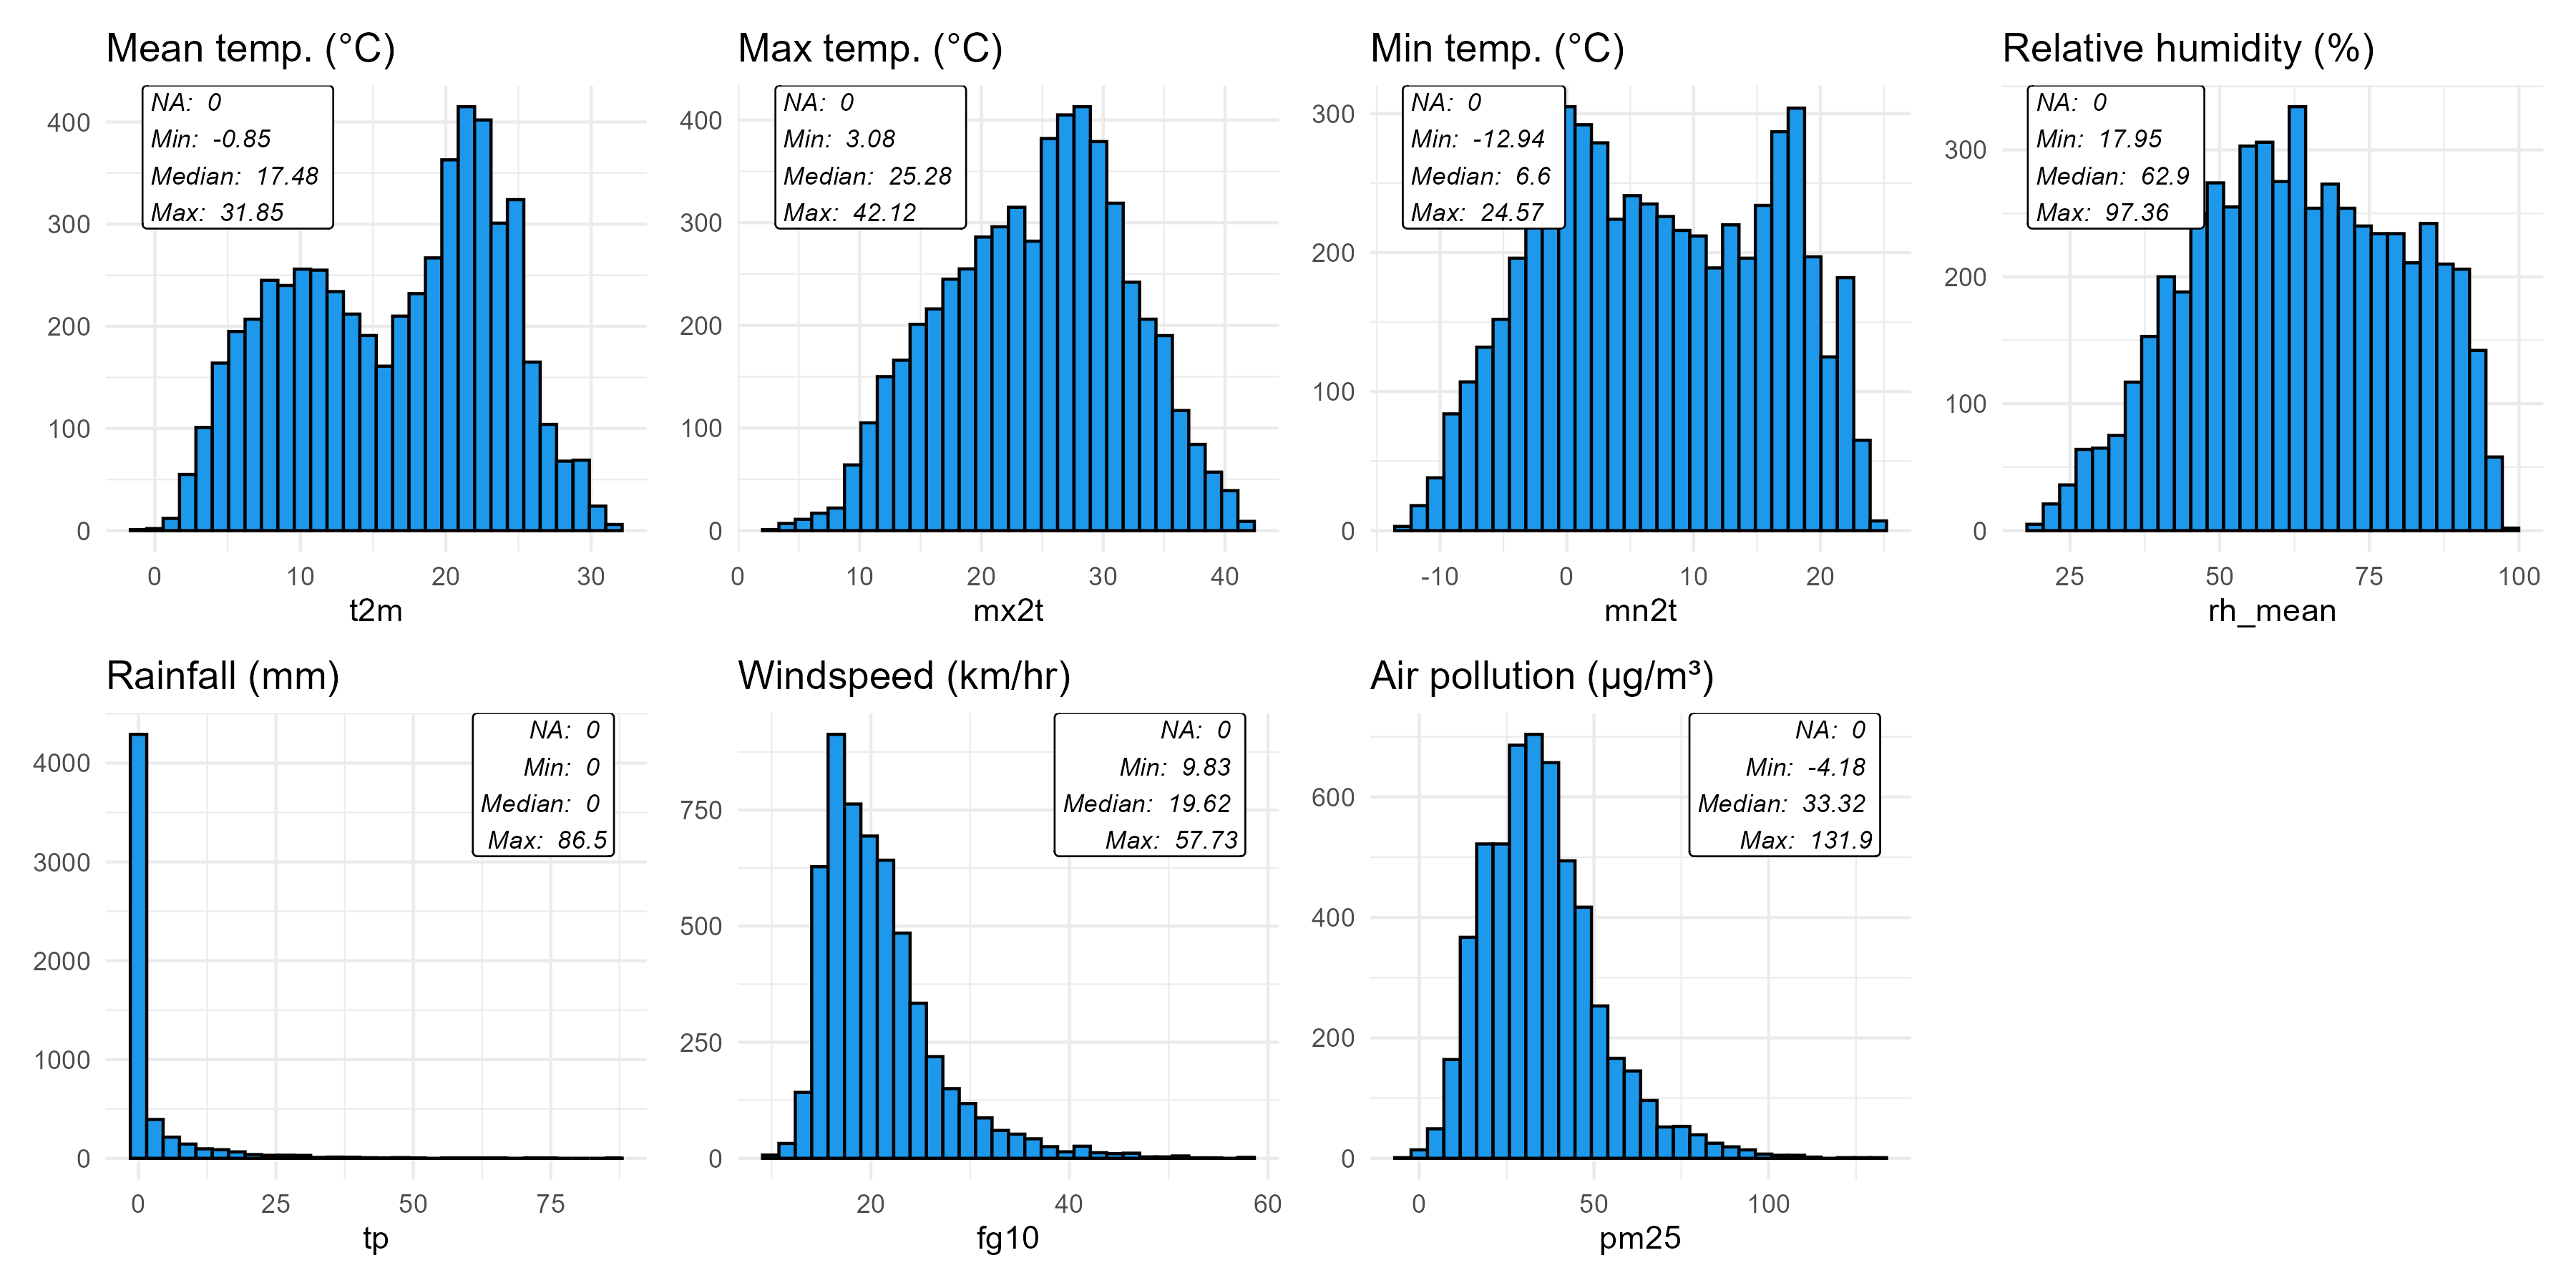 Mean temp. (°C)
NA: 0
Min: -0.85
Median: 17.48
Max: 31.85
400
300
200
100
0
0 10 20 30
t2m
Max temp. (°C)
NA: 0
Min: 3.08
Median: 25.28
Max: 42.12
400
300
200
100
0
0 10 20 30 40
mx2t
Min temp. (°C)
NA: 0
Min: -12.94
Median: 6.6
Max: 24.57
300
200
100
0
-10 0 10 20
mn2t
Relative humidity (%)
NA: 0
Min: 17.95
Median: 62.9
Max: 97.36
300
200
100
0
25 50 75 100
rh_mean
Rainfall (mm)
NA: 0
Min: 0
Median: 0
Max: 86.5
4000
3000
2000
1000
0
0 25 50 75
tp
Windspeed (km/hr)
NA: 0
Min: 9.83
Median: 19.62
Max: 57.73
750
500
250
0
20 40 60
fg10
Air pollution (µg/m³)
NA: 0
Min: -4.18
Median: 33.32
Max: 131.9
600
400
200
0
0 50 100
pm25